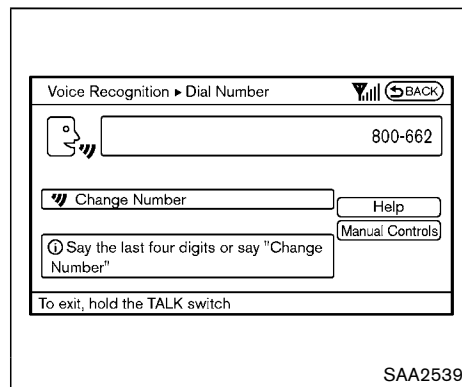 Voice Recognition ▸ Dial Number
BACK
800-662
Change Number
Help
Manual Controls
Say the last four digits or say "Change
Number"
To exit, hold the TALK switch
SAA2539